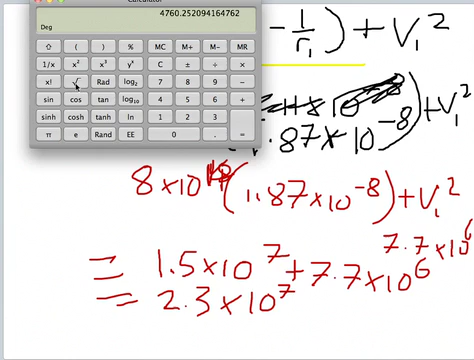 Calculator
4760.252094164762
Deg
⇧ ( ) % MC M+ M- MR
1/x x² x³ yˣ C ± ÷ ×
x! √ Rad log₂ 7 8 9 −
sin cos tan log₁₀ 4 5 6 +
sinh cosh tanh ln 1 2 3 =
π e Rand EE 0 .
- 1/r₁) + V₁²
.87 × 10⁻⁸) + V₁²
8 × 10 (1.87 × 10⁻⁸) + V₁²
7.7 × 10⁶
= 1.5 × 10⁷ + 7.7 × 10⁶
= 2.3 × 10⁷